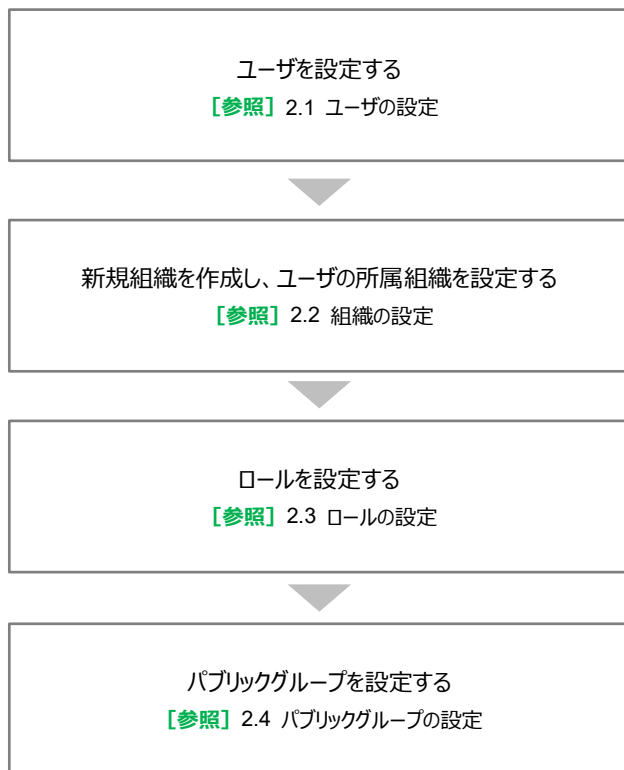 ユーザを設定する
［参照］ 2.1 ユーザの設定
新規組織を作成し、ユーザの所属組織を設定する
［参照］ 2.2 組織の設定
ロールを設定する
［参照］ 2.3 ロールの設定
パブリックグループを設定する
［参照］ 2.4 パブリックグループの設定